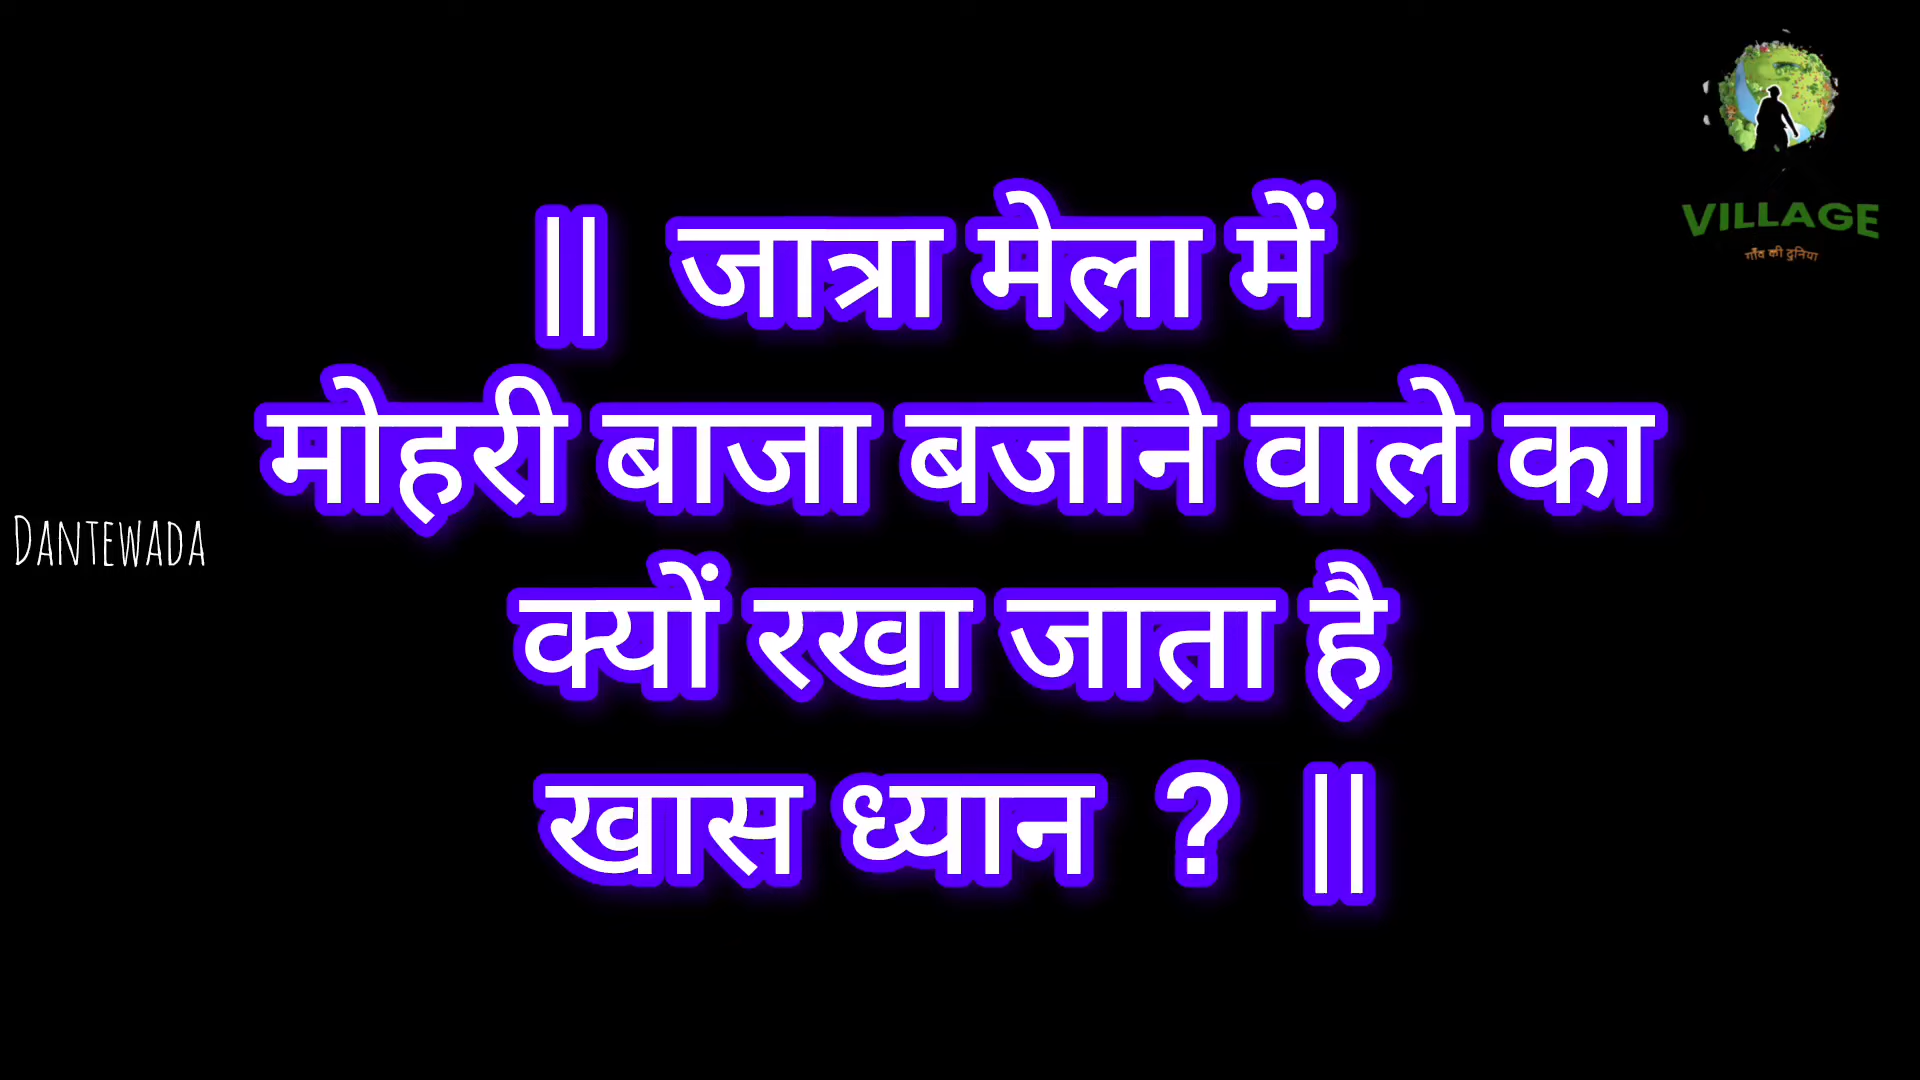 || जात्रा मेला में
मोहरी बाजा बजाने वाले का
क्यों रखा जाता है
खास ध्यान ? ||
DANTEWADA
VILLAGE
गाँव की दुनिया